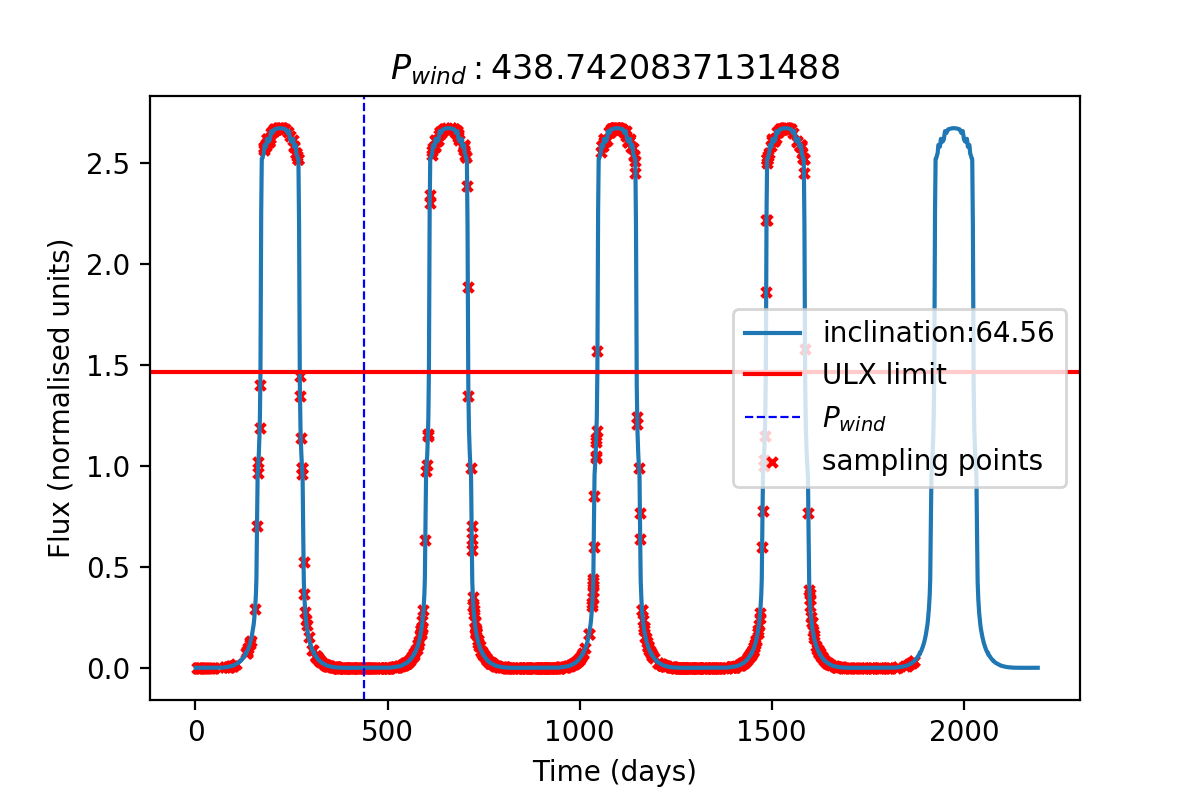 P_wind : 438.7420837131488
Flux (normalised units)
2.5
2.0
1.5
1.0
0.5
0.0
inclination:64.56
ULX limit
P_wind
sampling points
0 500 1000 1500 2000
Time (days)